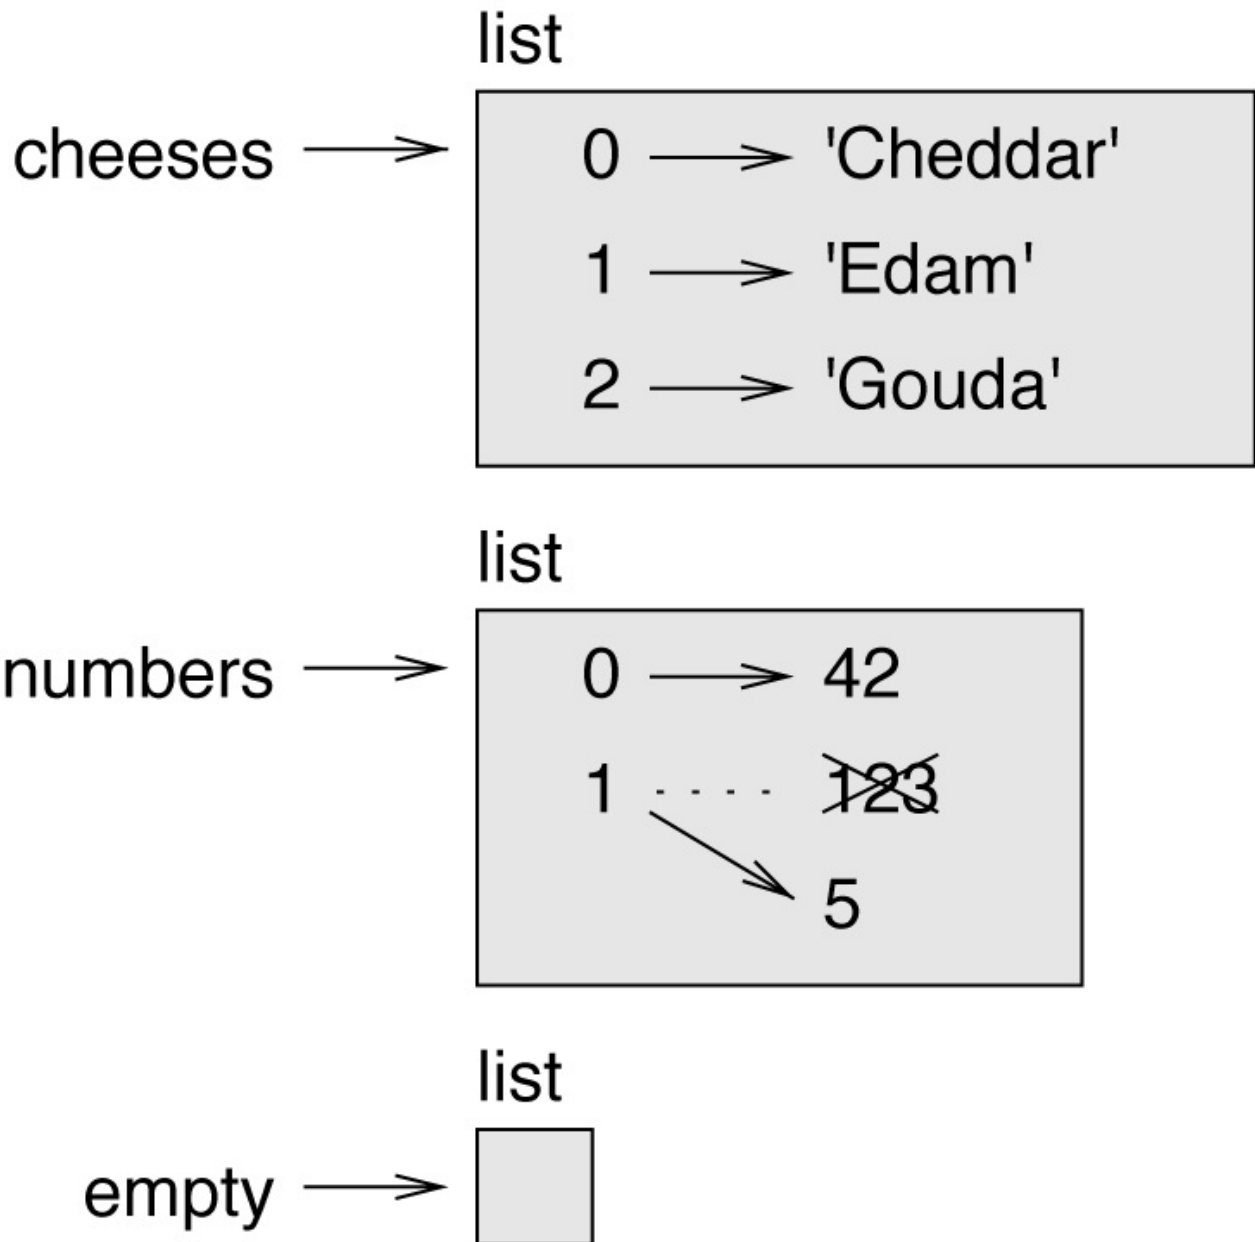 list
cheeses 0 'Cheddar'
1 'Edam'
2 'Gouda'
list
numbers 0 42
1 123
5
list
empty